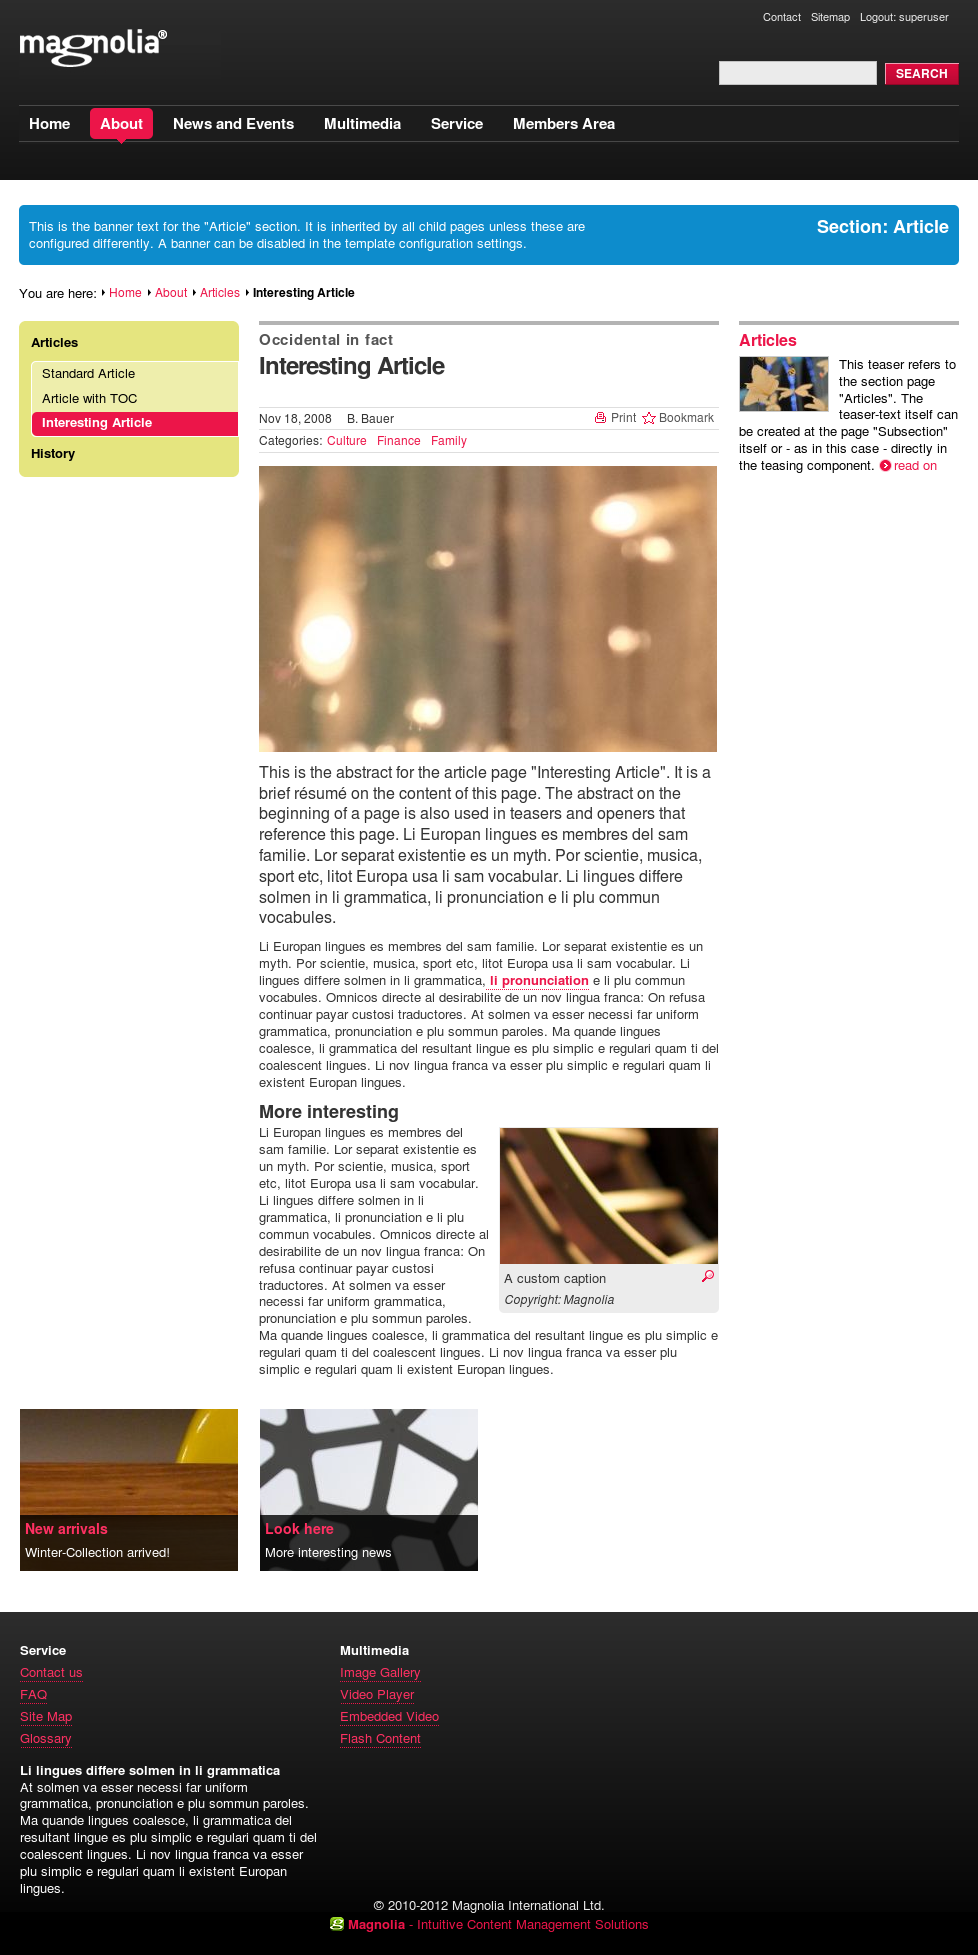 Contact Sitemap Logout: superuser
magnolia®
SEARCH
Home About News and Events Multimedia Service Members Area
This is the banner text for the "Article" section. It is inherited by all child pages unless these are
configured differently. A banner can be disabled in the template configuration settings.
Section: Article
You are here: Home About Articles Interesting Article
Articles
Standard Article
Article with TOC
Interesting Article
History
Occidental in fact
Interesting Article
Nov 18, 2008 B. Bauer Print Bookmark
Categories: Culture Finance Family
This is the abstract for the article page "Interesting Article". It is a
brief résumé on the content of this page. The abstract on the
beginning of a page is also used in teasers and openers that
reference this page. Li Europan lingues es membres del sam
familie. Lor separat existentie es un myth. Por scientie, musica,
sport etc, litot Europa usa li sam vocabular. Li lingues differe
solmen in li grammatica, li pronunciation e li plu commun
vocabules.
Li Europan lingues es membres del sam familie. Lor separat existentie es un
myth. Por scientie, musica, sport etc, litot Europa usa li sam vocabular. Li
lingues differe solmen in li grammatica, li pronunciation e li plu commun
vocabules. Omnicos directe al desirabilite de un nov lingua franca: On refusa
continuar payar custosi traductores. At solmen va esser necessi far uniform
grammatica, pronunciation e plu sommun paroles. Ma quande lingues
coalesce, li grammatica del resultant lingue es plu simplic e regulari quam ti del
coalescent lingues. Li nov lingua franca va esser plu simplic e regulari quam li
existent Europan lingues.
More interesting
Li Europan lingues es membres del
sam familie. Lor separat existentie es
un myth. Por scientie, musica, sport
etc, litot Europa usa li sam vocabular.
Li lingues differe solmen in li
grammatica, li pronunciation e li plu
commun vocabules. Omnicos directe al
desirabilite de un nov lingua franca: On
refusa continuar payar custosi
traductores. At solmen va esser
necessi far uniform grammatica,
pronunciation e plu sommun paroles.
Ma quande lingues coalesce, li grammatica del resultant lingue es plu simplic e
regulari quam ti del coalescent lingues. Li nov lingua franca va esser plu
simplic e regulari quam li existent Europan lingues.
A custom caption
Copyright: Magnolia
Articles
This teaser refers to
the section page
"Articles". The
teaser-text itself can
be created at the page "Subsection"
itself or - as in this case - directly in
the teasing component. read on
New arrivals
Winter-Collection arrived!
Look here
More interesting news
Service
Contact us
FAQ
Site Map
Glossary
Multimedia
Image Gallery
Video Player
Embedded Video
Flash Content
Li lingues differe solmen in li grammatica
At solmen va esser necessi far uniform
grammatica, pronunciation e plu sommun paroles.
Ma quande lingues coalesce, li grammatica del
resultant lingue es plu simplic e regulari quam ti del
coalescent lingues. Li nov lingua franca va esser
plu simplic e regulari quam li existent Europan
lingues.
© 2010-2012 Magnolia International Ltd.
Magnolia - Intuitive Content Management Solutions